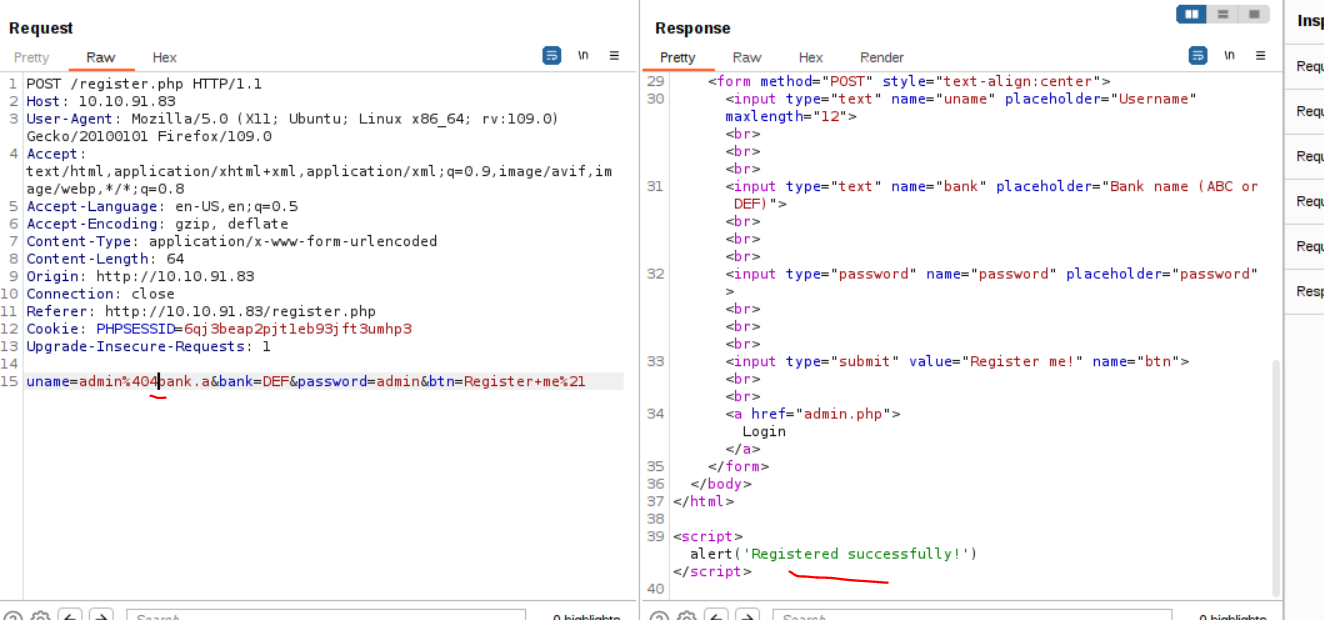 Request
Pretty Raw Hex \n
1 POST /register.php HTTP/1.1
2 Host: 10.10.91.83
3 User-Agent: Mozilla/5.0 (X11; Ubuntu; Linux x86_64; rv:109.0)
Gecko/20100101 Firefox/109.0
4 Accept:
text/html,application/xhtml+xml,application/xml;q=0.9,image/avif,im
age/webp,*/*;q=0.8
5 Accept-Language: en-US,en;q=0.5
6 Accept-Encoding: gzip, deflate
7 Content-Type: application/x-www-form-urlencoded
8 Content-Length: 64
9 Origin: http://10.10.91.83
10 Connection: close
11 Referer: http://10.10.91.83/register.php
12 Cookie: PHPSESSID=6qj3beap2pjt1eb93jft3umhp3
13 Upgrade-Insecure-Requests: 1
14
15 uname=admin%404bank.a&bank=DEF&password=admin&btn=Register+me%21
Search... 0 highlights
Response
Pretty Raw Hex Render \n
29 <form method="POST" style="text-align:center">
30 <input type="text" name="uname" placeholder="Username"
maxlength="12">
<br>
<br>
<br>
31 <input type="text" name="bank" placeholder="Bank name (ABC or
DEF)">
<br>
<br>
<br>
32 <input type="password" name="password" placeholder="password"
>
<br>
<br>
<br>
33 <input type="submit" value="Register me!" name="btn">
<br>
<br>
34 <a href="admin.php">
Login
</a>
35 </form>
36 </body>
37 </html>
38
39 <script>
alert('Registered successfully!')
</script>
40
Search... 0 highlights
Insp
Requ
Requ
Requ
Requ
Requ
Resp